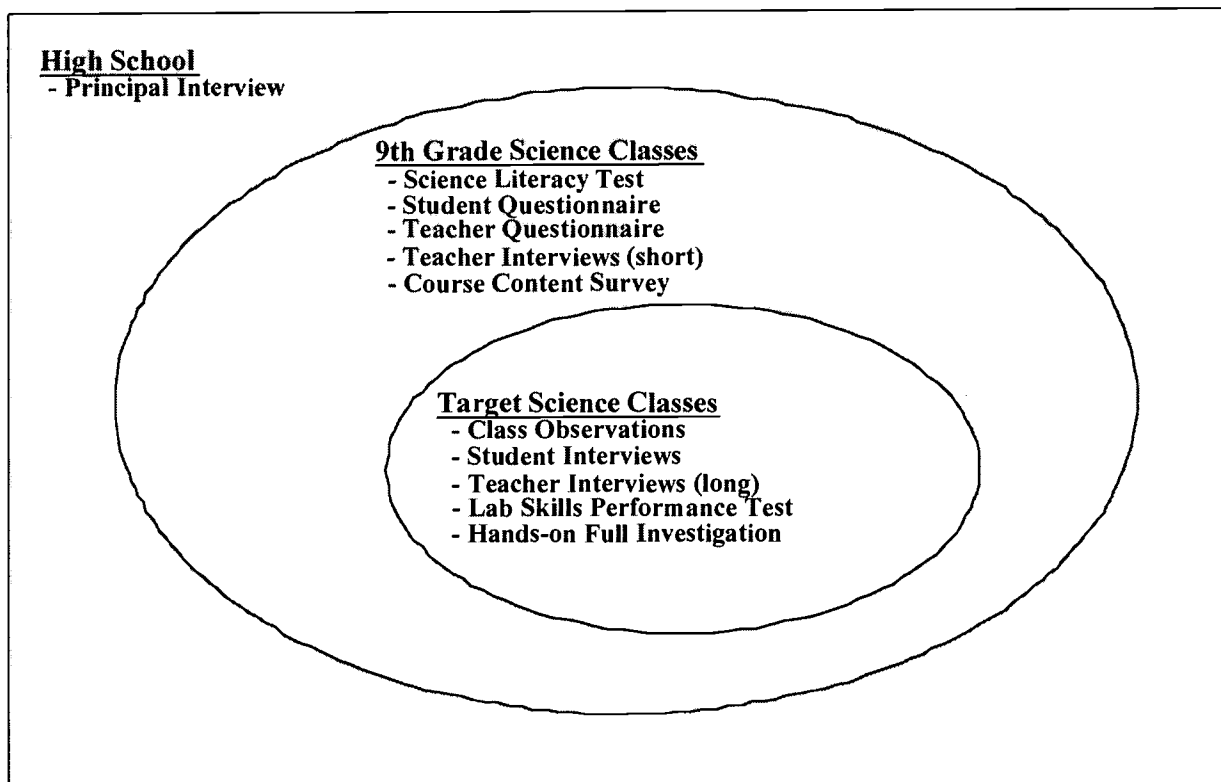 High School
- Principal Interview
9th Grade Science Classes
- Science Literacy Test
- Student Questionnaire
- Teacher Questionnaire
- Teacher Interviews (short)
- Course Content Survey
Target Science Classes
- Class Observations
- Student Interviews
- Teacher Interviews (long)
- Lab Skills Performance Test
- Hands-on Full Investigation